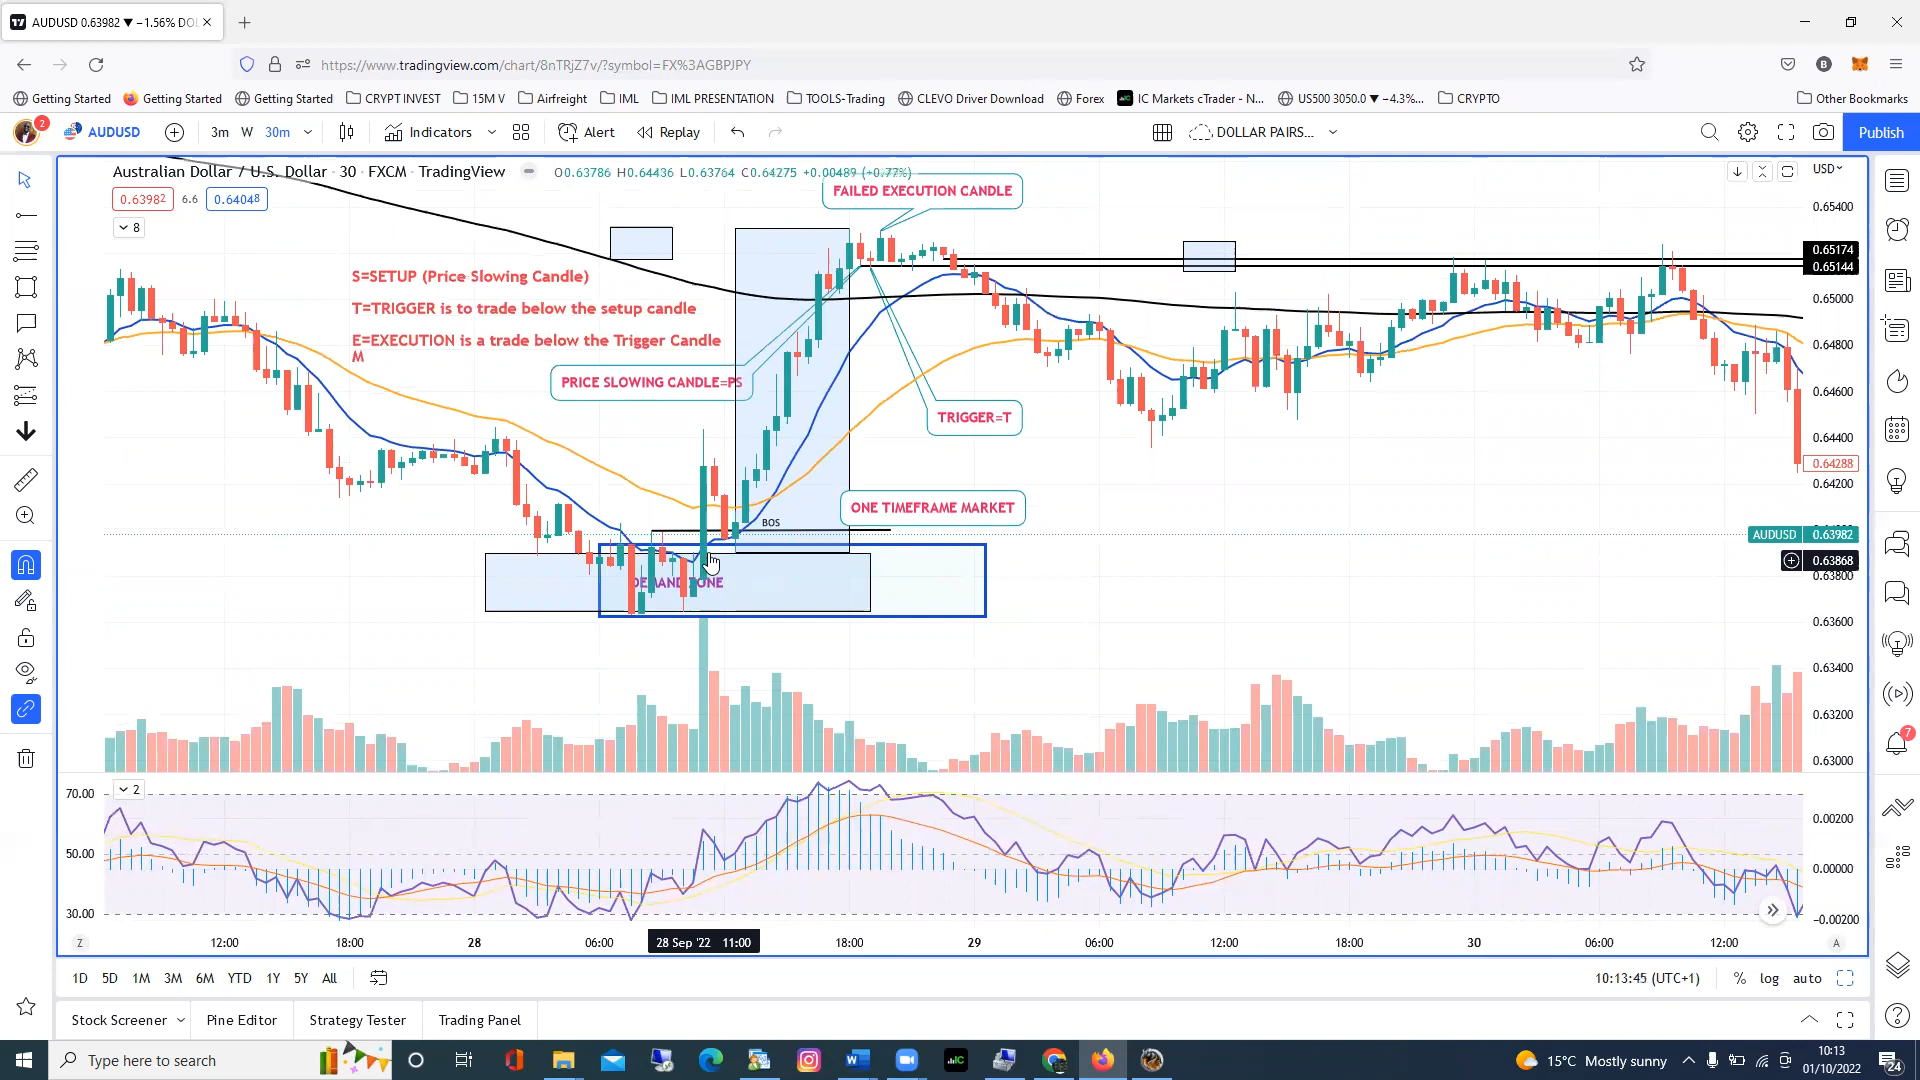 AUDUSD 0.63982 ▼ −1.56% DOL
https://www.tradingview.com/chart/8nTRjZ7v/?symbol=FX%3AGBPJPY
Getting Started Getting Started Getting Started CRYPT INVEST 15M V Airfreight IML IML PRESENTATION TOOLS-Trading CLEVO Driver Download Forex IC Markets cTrader - N... US500 3050.0 ▼ −4.3%... CRYPTO Other Bookmarks
2 AUDUSD 3m W 30m Indicators Alert Replay DOLLAR PAIRS... Publish
Australian Dollar / U.S. Dollar · 30 · FXCM · TradingView O0.63786 H0.64436 L0.63764 C0.64275 +0.00489 (+0.77%) USD
0.63982 6.6 0.64048
8
FAILED EXECUTION CANDLE
S=SETUP (Price Slowing Candle)
T=TRIGGER is to trade below the setup candle
E=EXECUTION is a trade below the Trigger Candle
M
PRICE SLOWING CANDLE=PS
TRIGGER=T
ONE TIMEFRAME MARKET
BOS
DEMAND ZONE
0.65400
0.65174
0.65144
0.65000
0.64800
0.64600
0.64400
0.64288
0.64200
AUDUSD 0.63982
0.63868
0.63800
0.63600
0.63400
0.63200
0.63000
7
2
70.00
50.00
30.00
0.00200
0.00000
−0.00200
Z 12:00 18:00 28 06:00 28 Sep '22 11:00 18:00 29 06:00 12:00 18:00 30 06:00 12:00 A
1D 5D 1M 3M 6M YTD 1Y 5Y All 10:13:45 (UTC+1) % log auto
Stock Screener Pine Editor Strategy Tester Trading Panel
Type here to search 15°C Mostly sunny 10:13
01/10/2022 24